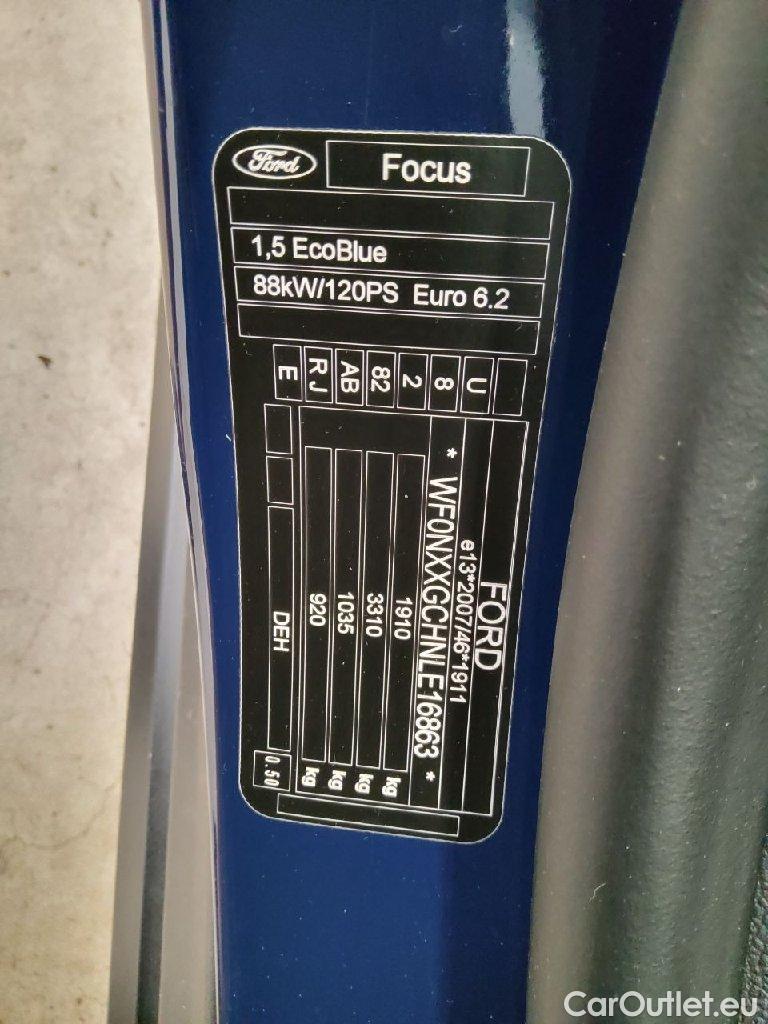 Ford
Focus
1,5 EcoBlue
88kW/120PS Euro 6.2
U
8
2
82
AB
RJ
E
FORD
e13*2007/46*1911
* WF0NXXGCHNLE16863 *
1910 kg
3310 kg
1035 kg
920 kg
DEH
0.50
CarOutlet.eu